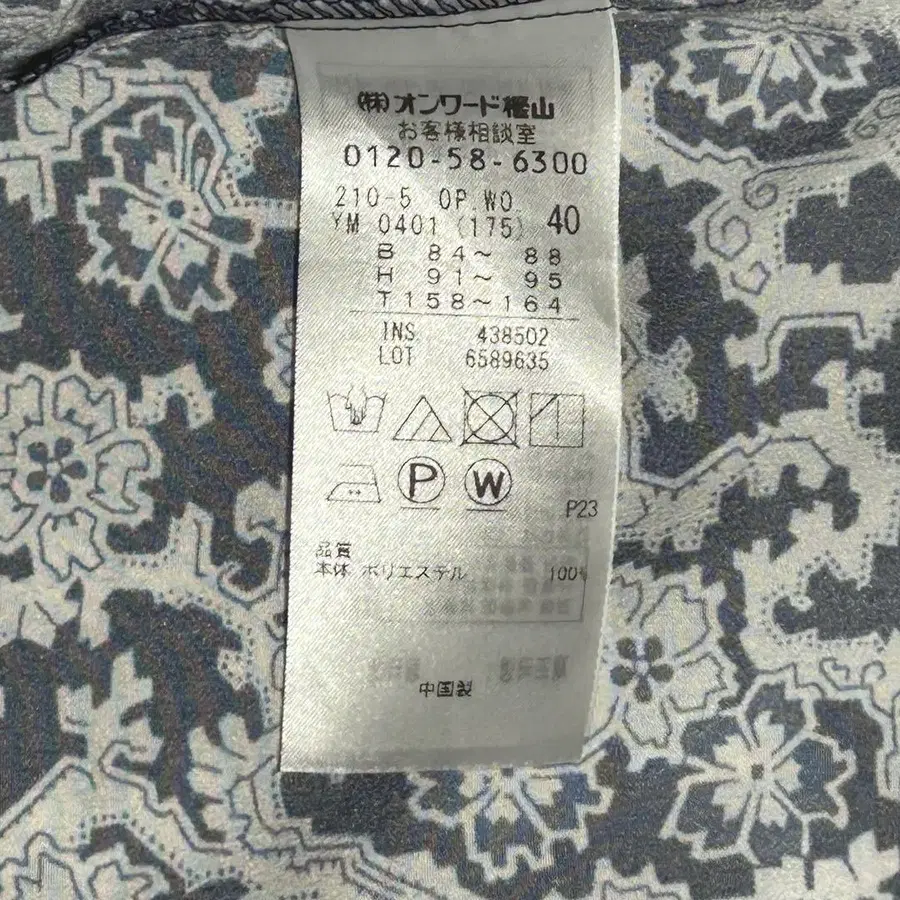 ㈱オンワード樫山
お客様相談室
0120-58-6300
210-5 OP.WO.
YM 0401 (175) 40
B 84～ 88
H 91～ 95
T158～164
INS 438502
LOT 6589635
P
W
P23
品質
本体 ポリエステル 100%
中国製